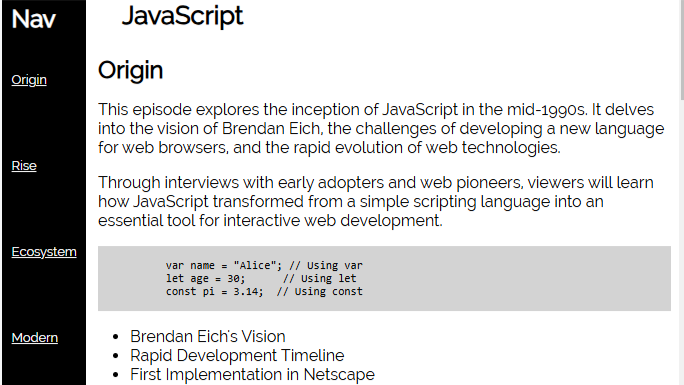 Nav
Origin
Rise
Ecosystem
Modern
JavaScript
Origin
This episode explores the inception of JavaScript in the mid-1990s. It delves
into the vision of Brendan Eich, the challenges of developing a new language
for web browsers, and the rapid evolution of web technologies.
Through interviews with early adopters and web pioneers, viewers will learn
how JavaScript transformed from a simple scripting language into an
essential tool for interactive web development.
var name = "Alice"; // Using var
let age = 30;      // Using let
const pi = 3.14;  // Using const
• Brendan Eich's Vision
• Rapid Development Timeline
• First Implementation in Netscape